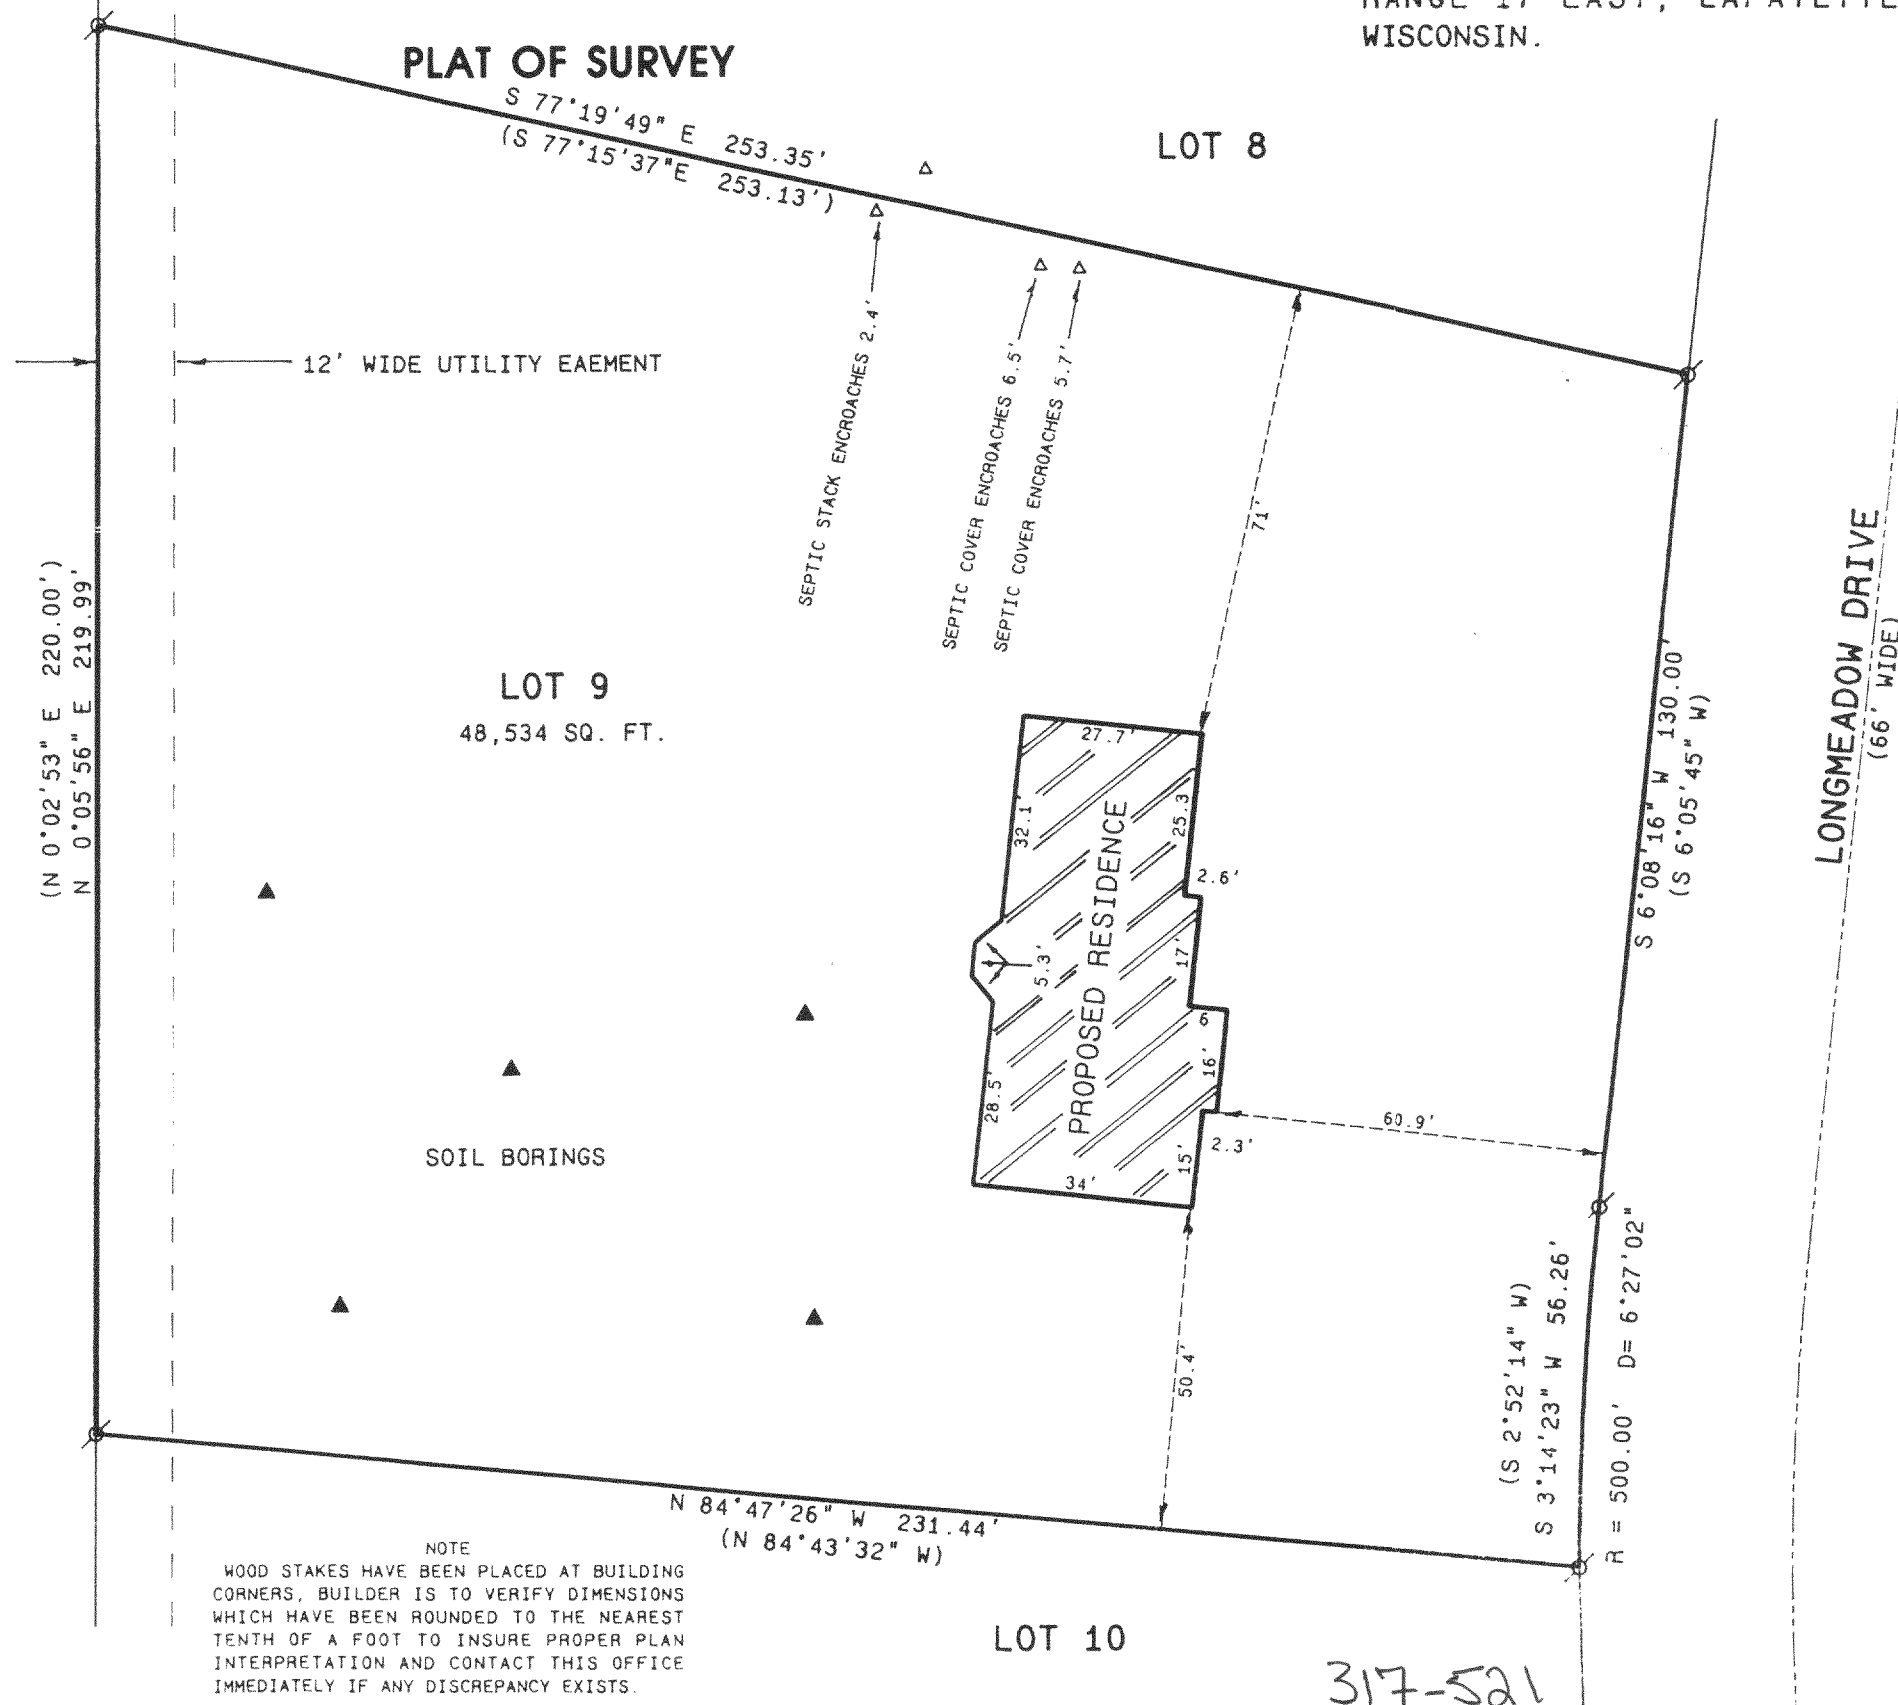 WISCONSIN.
PLAT OF SURVEY
S 77°19'49" E 253.35'
(S 77°15'37"E 253.13')
LOT 8
12' WIDE UTILITY EAEMENT
SEPTIC STACK ENCROACHES 2.4'
SEPTIC COVER ENCROACHES 6.5'
SEPTIC COVER ENCROACHES 5.7'
71'
LONGMEADOW DRIVE
(66' WIDE)
(N 0°02'53" E 220.00')
N 0°05'56" E 219.99'
LOT 9
48,534 SQ. FT.
S 6°08'16" W 130.00'
(S 6°05'45" W)
27.7'
32.1'
25.3
2.6'
PROPOSED RESIDENCE
5.3'
17'
6
16'
28.5'
60.9'
2.3'
15'
34'
SOIL BORINGS
50.4'
(S 2°52'14" W)
S 3°14'23" W 56.26'
R = 500.00' D= 6°27'02"
N 84°47'26" W 231.44'
(N 84°43'32" W)
NOTE
WOOD STAKES HAVE BEEN PLACED AT BUILDING
CORNERS, BUILDER IS TO VERIFY DIMENSIONS
WHICH HAVE BEEN ROUNDED TO THE NEAREST
TENTH OF A FOOT TO INSURE PROPER PLAN
INTERPRETATION AND CONTACT THIS OFFICE
IMMEDIATELY IF ANY DISCREPANCY EXISTS.
LOT 10
317-521